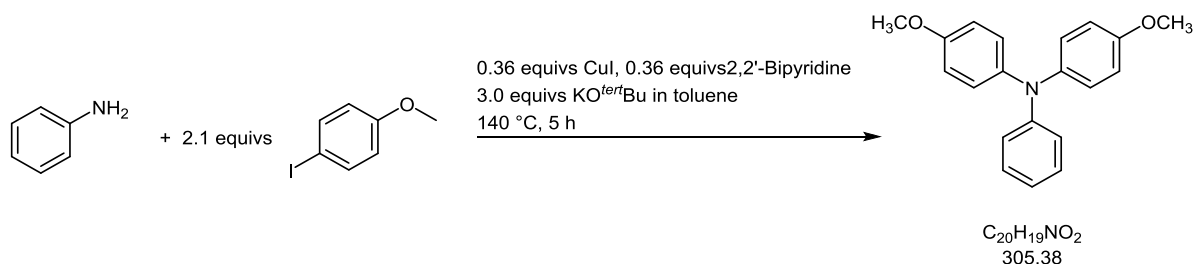 NH₂
+ 2.1 equivs
I
O
0.36 equivs CuI, 0.36 equivs2,2'-Bipyridine
3.0 equivs KOᵗᵉʳᵗBu in toluene
140 °C, 5 h
H₃CO
OCH₃
N
C₂₀H₁₉NO₂
305.38